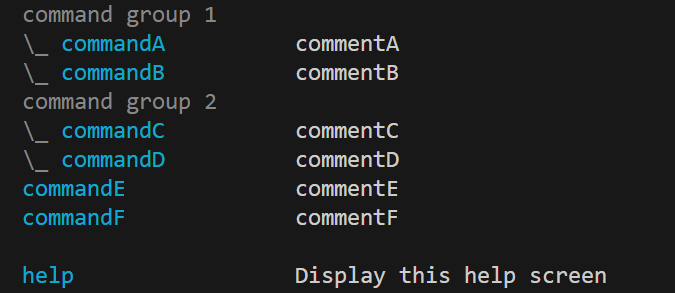 command group 1
\_ commandA          commentA
\_ commandB          commentB
command group 2
\_ commandC          commentC
\_ commandD          commentD
commandE             commentE
commandF             commentF
help                 Display this help screen